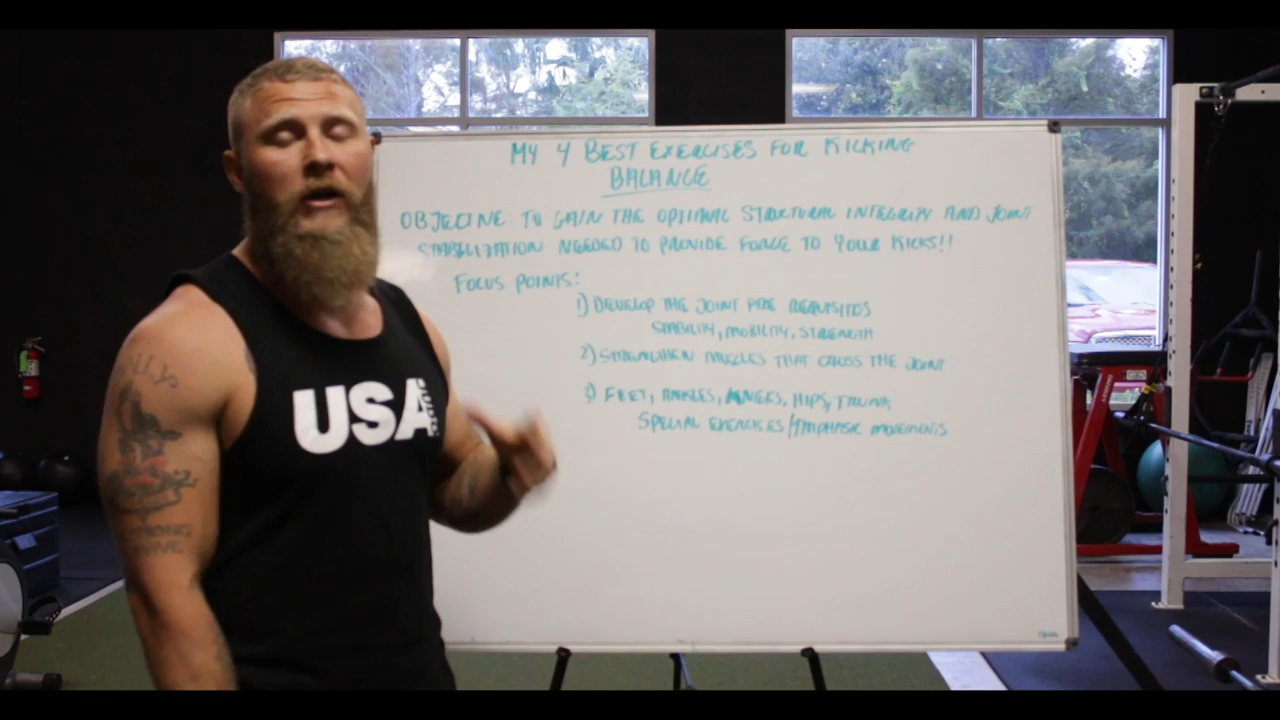 MY 4 BEST EXERCISES FOR KICKING
BALANCE
OBJECTIVE: TO GAIN THE OPTIMAL STRUCTURAL INTEGRITY AND JOINT
STABILIZATION NEEDED TO PROVIDE FORCE TO YOUR KICKS!!
FOCUS POINTS:
1) DEVELOP THE JOINT PRE REQUISITES
STABILITY, MOBILITY, STRENGTH
2) STRENGTHEN MUSCLES THAT CROSS THE JOINT
3) FEET, ANKLES, KNEES, HIPS, TRUNK
SPECIAL EXERCISES/ MOVEMENTS
USA
STRONG